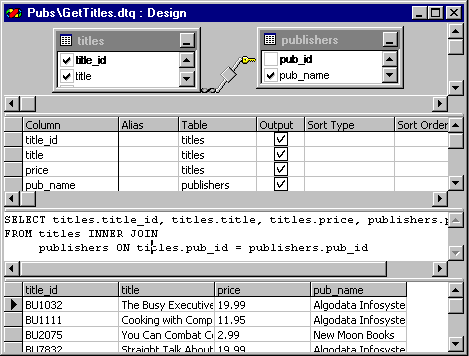 Pubs\GetTitles.dtq : Design
titles
title_id
title
publishers
pub_id
pub_name
Column Alias Table Output Sort Type Sort Order
title_id titles
title titles
price titles
pub_name publishers
SELECT titles.title_id, titles.title, titles.price, publishers.p
FROM titles INNER JOIN
publishers ON titles.pub_id = publishers.pub_id
title_id title price pub_name
BU1032 The Busy Executive 19.99 Algodata Infosyste
BU1111 Cooking with Comp 11.95 Algodata Infosyste
BU2075 You Can Combat Co 2.99 New Moon Books
BU7832 Straight Talk About 19.99 Algodata Infosyste